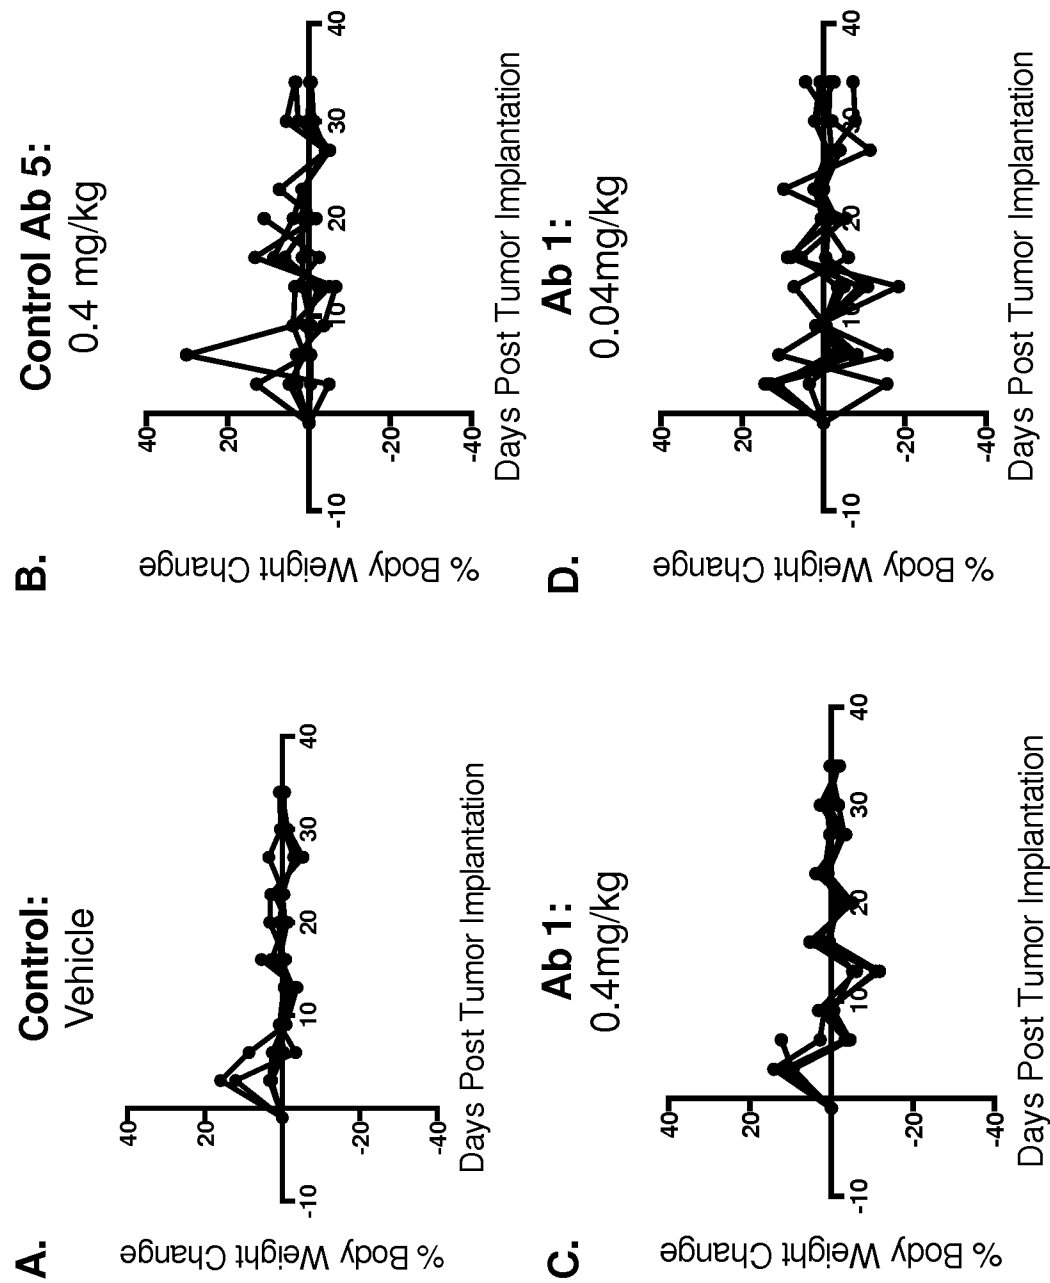 A.
Control:
Vehicle
% Body Weight Change
40
20
-20
-40
-10
10
20
30
40
Days Post Tumor Implantation
B.
Control Ab 5:
0.4 mg/kg
% Body Weight Change
40
20
-20
-40
-10
10
20
30
40
Days Post Tumor Implantation
C.
Ab 1:
0.4mg/kg
% Body Weight Change
40
20
-20
-40
-10
10
20
30
40
Days Post Tumor Implantation
D.
Ab 1:
0.04mg/kg
% Body Weight Change
40
20
-20
-40
-10
10
20
30
40
Days Post Tumor Implantation